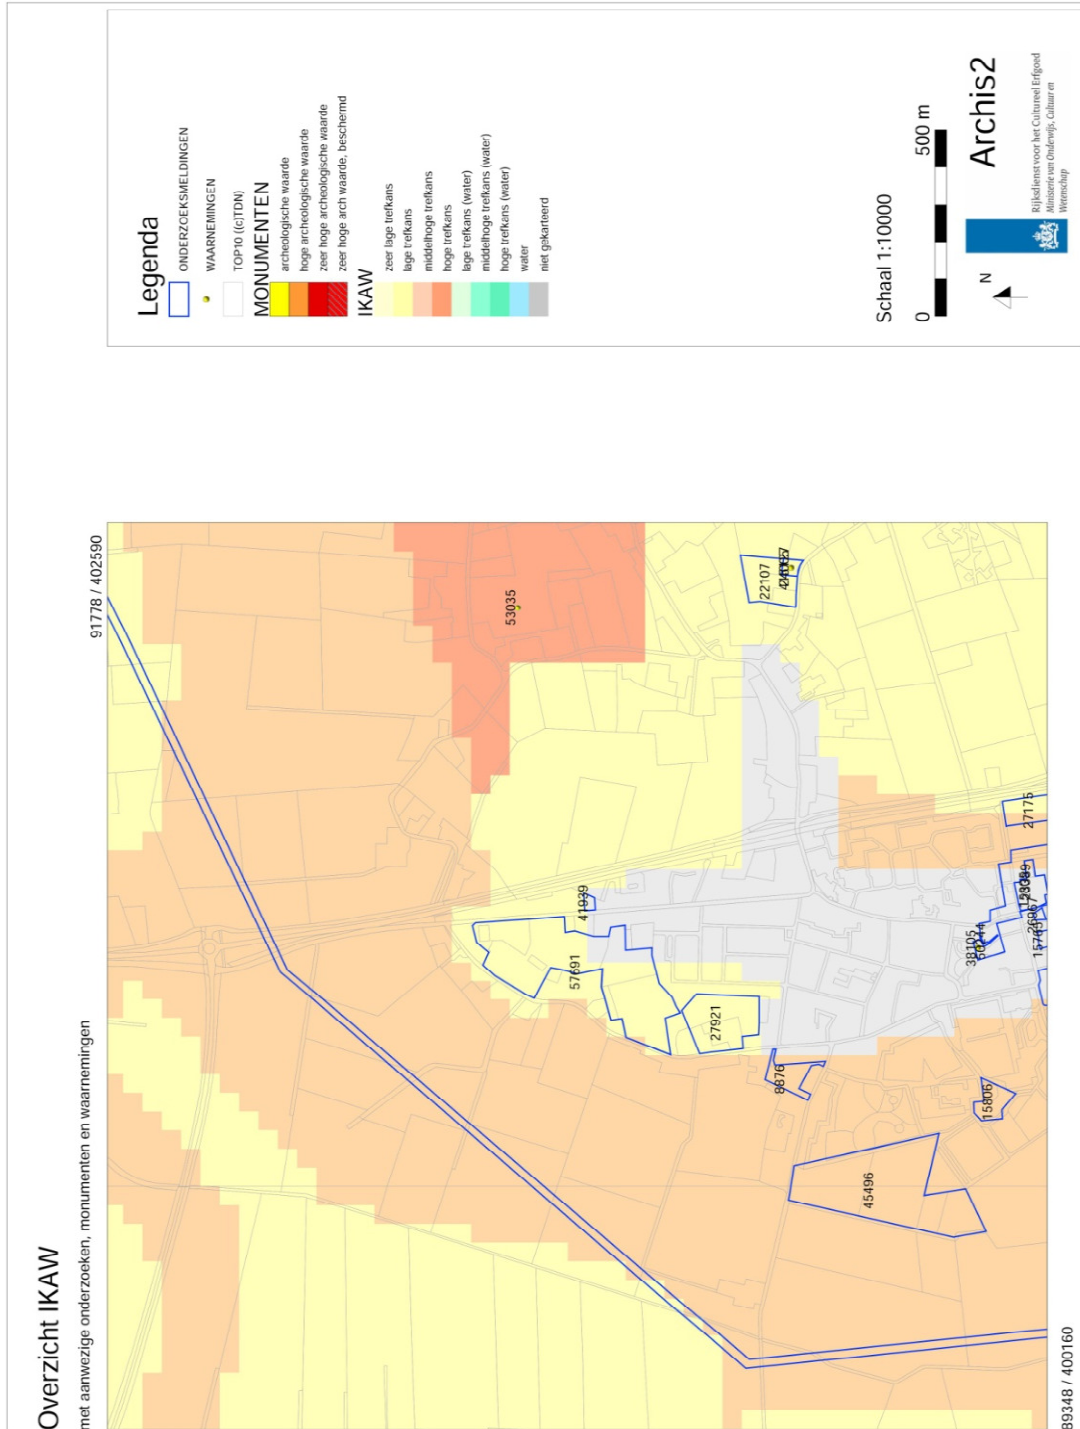 Overzicht IKAW
met aanwezige onderzoeken, monumenten en waarnemingen
91778 / 402590
53035
22107
41939
57691
27921
8876
27175
38105
15806
45496
89348 / 400160
Legenda
ONDERZOEKSMELDINGEN
WAARNEMINGEN
TOP10 ((c)TDN)
MONUMENTEN
archeologische waarde
hoge archeologische waarde
zeer hoge archeologische waarde
zeer hoge arch waarde, beschermd
IKAW
zeer lage trefkans
lage trefkans
middelhoge trefkans
hoge trefkans
lage trefkans (water)
middelhoge trefkans (water)
hoge trefkans (water)
water
niet gekarteerd
Schaal 1:10000
0 500 m
N
Archis2
Rijksdienst voor het Cultureel Erfgoed
Ministerie van Onderwijs, Cultuur en
Wetenschap